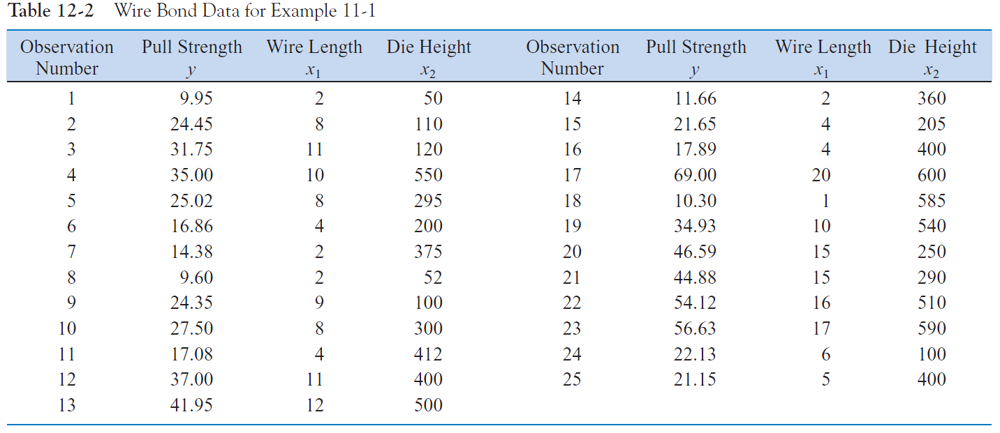 Table 12-2 Wire Bond Data for Example 11-1
Observation Number Pull Strength y Wire Length x1 Die Height x2 Observation Number Pull Strength y Wire Length x1 Die Height x2
1 9.95 2 50 14 11.66 2 360
2 24.45 8 110 15 21.65 4 205
3 31.75 11 120 16 17.89 4 400
4 35.00 10 550 17 69.00 20 600
5 25.02 8 295 18 10.30 1 585
6 16.86 4 200 19 34.93 10 540
7 14.38 2 375 20 46.59 15 250
8 9.60 2 52 21 44.88 15 290
9 24.35 9 100 22 54.12 16 510
10 27.50 8 300 23 56.63 17 590
11 17.08 4 412 24 22.13 6 100
12 37.00 11 400 25 21.15 5 400
13 41.95 12 500